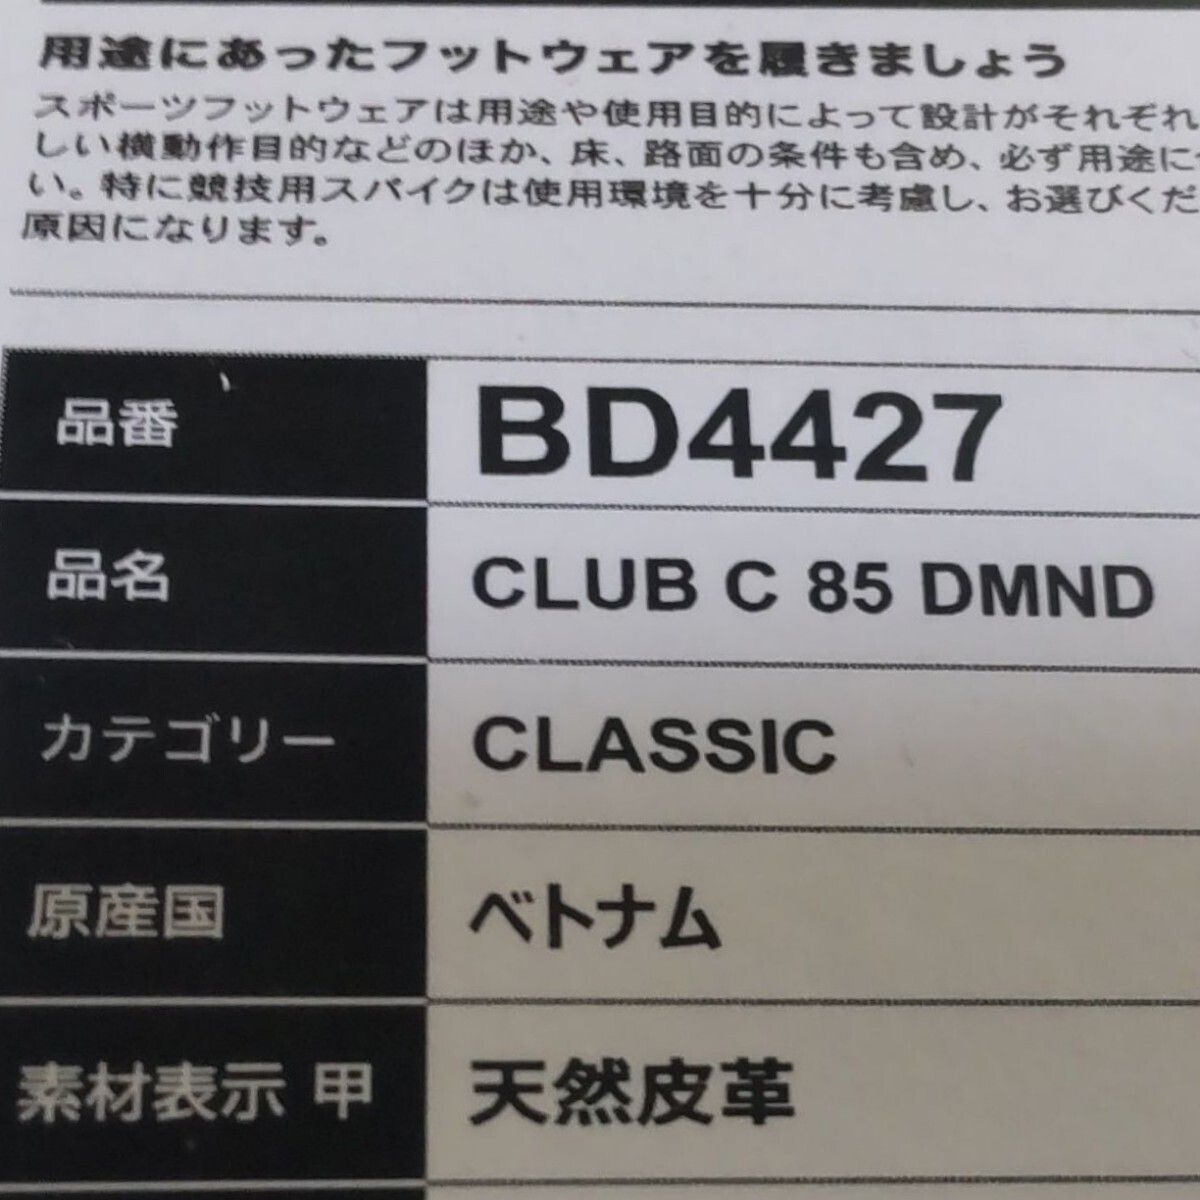 用途にあったフットウェアを履きましょう
スポーツフットウェアは用途や使用目的によって設計がそれぞれ
しい横動作目的などのほか、床、路面の条件も含め、必ず用途に
い。特に競技用スパイクは使用環境を十分に考慮し、お選びくだ
原因になります。
品番 BD4427
品名 CLUB C 85 DMND
カテゴリー CLASSIC
原産国 ベトナム
素材表示 甲 天然皮革